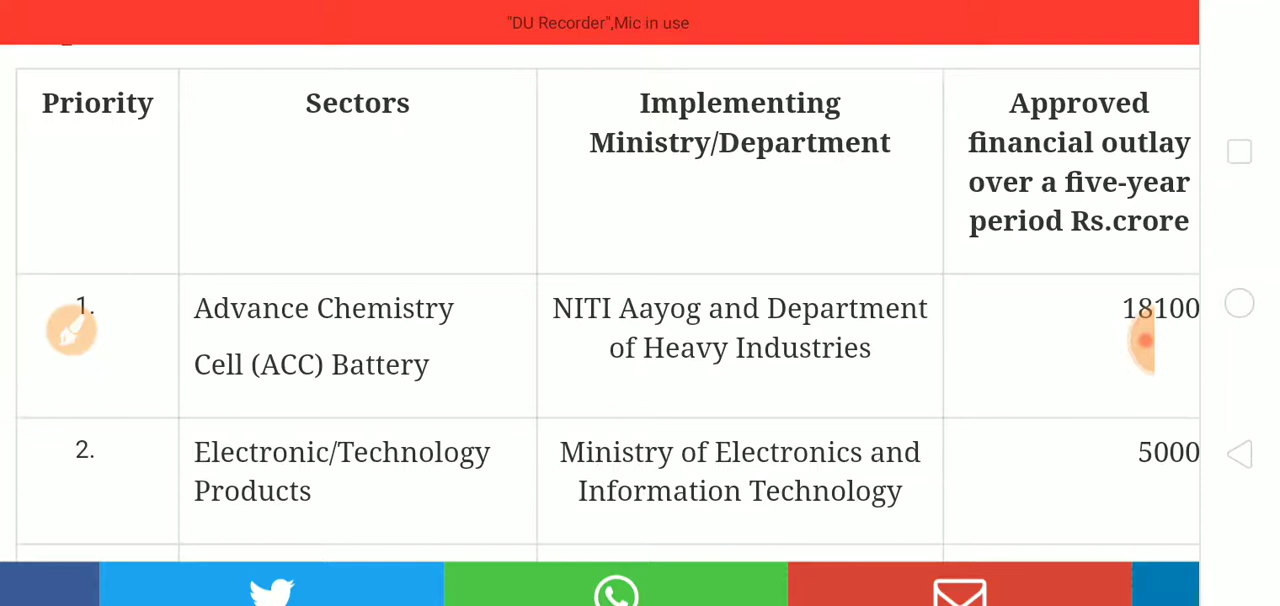 "DU Recorder",Mic in use
Priority
Sectors
Implementing
Ministry/Department
Approved
financial outlay
over a five-year
period Rs.crore
1.
Advance Chemistry
Cell (ACC) Battery
NITI Aayog and Department
of Heavy Industries
18100
2.
Electronic/Technology
Products
Ministry of Electronics and
Information Technology
5000